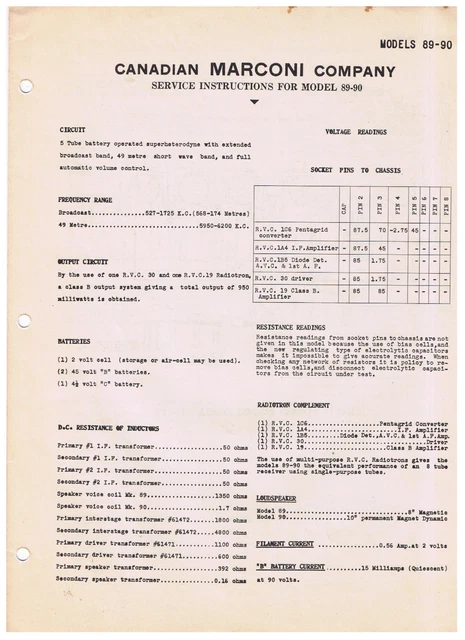 MODELS 89-90
CANADIAN MARCONI COMPANY
SERVICE INSTRUCTIONS FOR MODEL 89-90
CIRCUIT
5 Tube battery operated superheterodyne with extended
broadcast band, 49 metre short wave band, and full
automatic volume control.
FREQUENCY RANGE
Broadcast..............527-1725 K.C.(568-174 Metres)
49 Metre............................5950-6200 K.C.
OUTPUT CIRCUIT
By the use of one R.V.C. 30 and one R.V.C.19 Radiotron,
a class B output system giving a total output of 950
milliwatts is obtained.
BATTERIES
(1) 2 volt cell (storage or air-cell may be used).
(2) 45 volt "B" batteries.
(1) 4½ volt "C" battery.
D.C. RESISTANCE OF INDUCTORS
Primary #1 I.F. transformer.................50 ohms
Secondary #1 I.F. transformer...............50 ohms
Primary #2 I.F. transformer.................50 ohms
Secondary #2 I.F. transformer...............50 ohms
Speaker voice coil Mk. 89.................1350 ohms
Speaker voice coil Mk. 90..................1.7 ohms
Primary interstage transformer #61472.....1800 ohms
Secondary interstage transformer #61472...4800 ohms
Primary driver transformer #61471.........1100 ohms
Secondary driver transformer #61471........600 ohms
Primary speaker transformer................392 ohms
Secondary speaker transformer.............0.16 ohms
VOLTAGE READINGS
SOCKET PINS TO CHASSIS
CAP PIN 2 PIN 3 PIN 4 PIN 5 PIN 6 PIN 7 PIN 8
R.V.C. 1C6 Pentagrid converter - 87.5 70 -2.75 45 - - -
R.V.C.1A4 I.F.Amplifier - 87.5 45 - - - - -
R.V.C.1B5 Diode Det. A.V.C. & 1st A. F. - 85 1.75 - - - - -
R.V.C. 30 driver - 85 1.75 - - - - -
R.V.C. 19 Class B. Amplifier - 85 85 - - - - -
RESISTANCE READINGS
Resistance readings from socket pins to chassis are not
given in this model because the use of bias cells,and
the new regulating type of electrolytic capacitors
makes it impossible to give accurate readings. When
checking any network of resistors it is policy to re-
move bias cells,and disconnect electrolytic capaci-
tors from the circuit under test.
RADIOTRON COMPLEMENT
(1) R.V.C. 1C6................Pentagrid Converter
(1) R.V.C. 1A4....................I.F. Amplifier
(1) R.V.C. 1B5......Diode Det.,A.V.C.& 1st A.F.Amp.
(1) R.V.C. 30.............................Driver
(1) R.V.C. 19..................Class B Amplifier
The use of multi-purpose R.V.C. Radiotrons gives the
models 89-90 the equivalent performance of an 8 tube
receiver using single-purpose tubes.
LOUDSPEAKER
Model 89..............................8" Magnetic
Model 90...............10" permanent Magnet Dynamic
FILAMENT CURRENT ...............0.56 Amp.at 2 volts
"B" BATTERY CURRENT ........15 Milliamps (Quiescent)
at 90 volts.